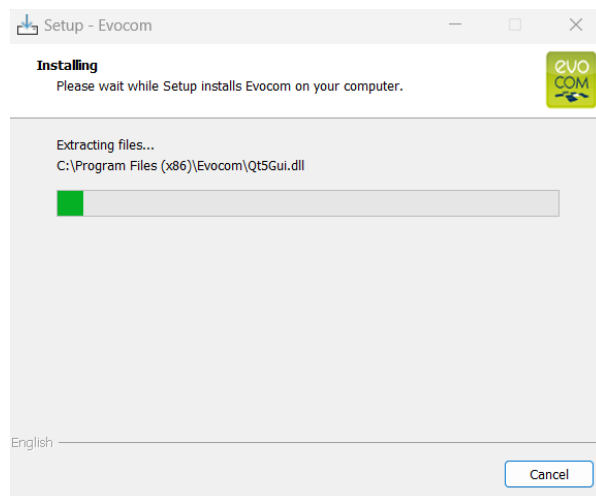 Setup - Evocom
Installing
Please wait while Setup installs Evocom on your computer.
evo
COM
Extracting files...
C:\Program Files (x86)\Evocom\Qt5Gui.dll
English
Cancel